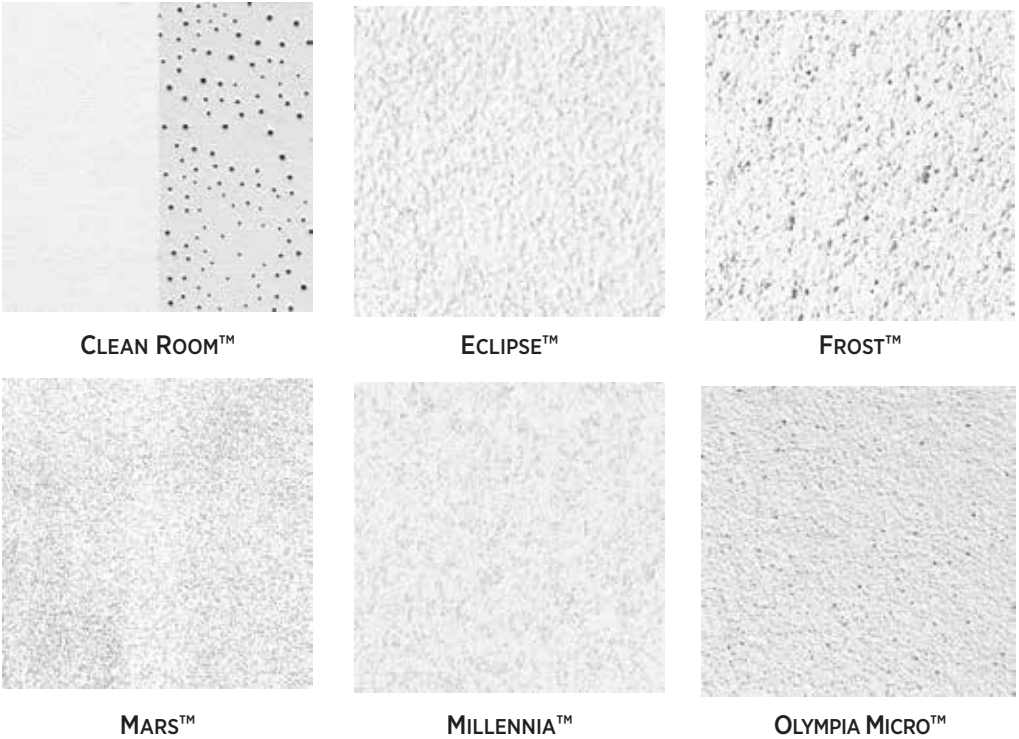 CLEAN ROOM™
ECLIPSE™
FROST™
MARS™
MILLENNIA™
OLYMPIA MICRO™